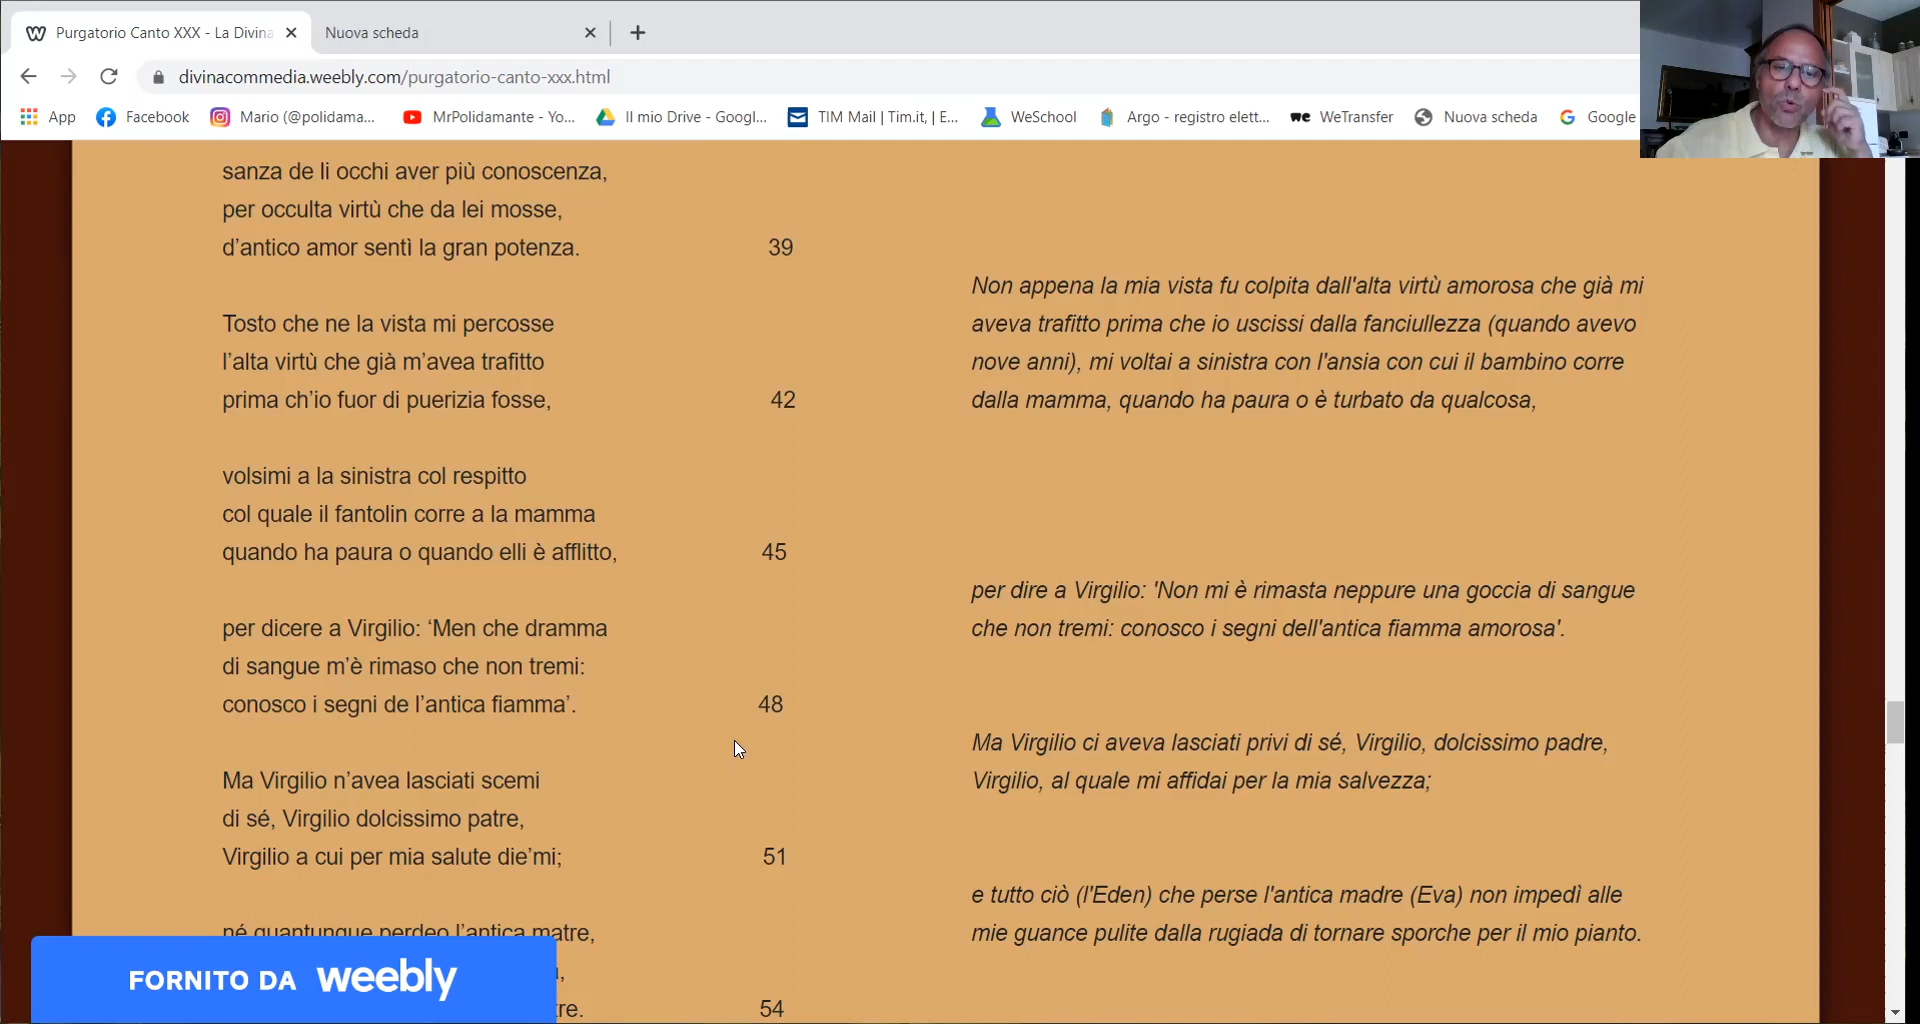 Purgatorio Canto XXX - La Divina
Nuova scheda
divinacommedia.weebly.com/purgatorio-canto-xxx.html
App
Facebook
Mario (@polidama...
MrPolidamante - Yo...
Il mio Drive - Googl...
TIM Mail | Tim.it, | E...
WeSchool
Argo - registro elett...
WeTransfer
Nuova scheda
Google
sanza de li occhi aver più conoscenza,
per occulta virtù che da lei mosse,
d’antico amor sentì la gran potenza. 39
Tosto che ne la vista mi percosse
l’alta virtù che già m’avea trafitto
prima ch’io fuor di puerizia fosse, 42
volsimi a la sinistra col respitto
col quale il fantolin corre a la mamma
quando ha paura o quando elli è afflitto, 45
per dicere a Virgilio: ‘Men che dramma
di sangue m’è rimaso che non tremi:
conosco i segni de l’antica fiamma’. 48
Ma Virgilio n’avea lasciati scemi
di sé, Virgilio dolcissimo patre,
Virgilio a cui per mia salute die’mi; 51
né quantunque perdeo l’antica matre,
tre. 54
Non appena la mia vista fu colpita dall'alta virtù amorosa che già mi
aveva trafitto prima che io uscissi dalla fanciullezza (quando avevo
nove anni), mi voltai a sinistra con l'ansia con cui il bambino corre
dalla mamma, quando ha paura o è turbato da qualcosa,
per dire a Virgilio: 'Non mi è rimasta neppure una goccia di sangue
che non tremi: conosco i segni dell'antica fiamma amorosa'.
Ma Virgilio ci aveva lasciati privi di sé, Virgilio, dolcissimo padre,
Virgilio, al quale mi affidai per la mia salvezza;
e tutto ciò (l'Eden) che perse l'antica madre (Eva) non impedì alle
mie guance pulite dalla rugiada di tornare sporche per il mio pianto.
FORNITO DA weebly